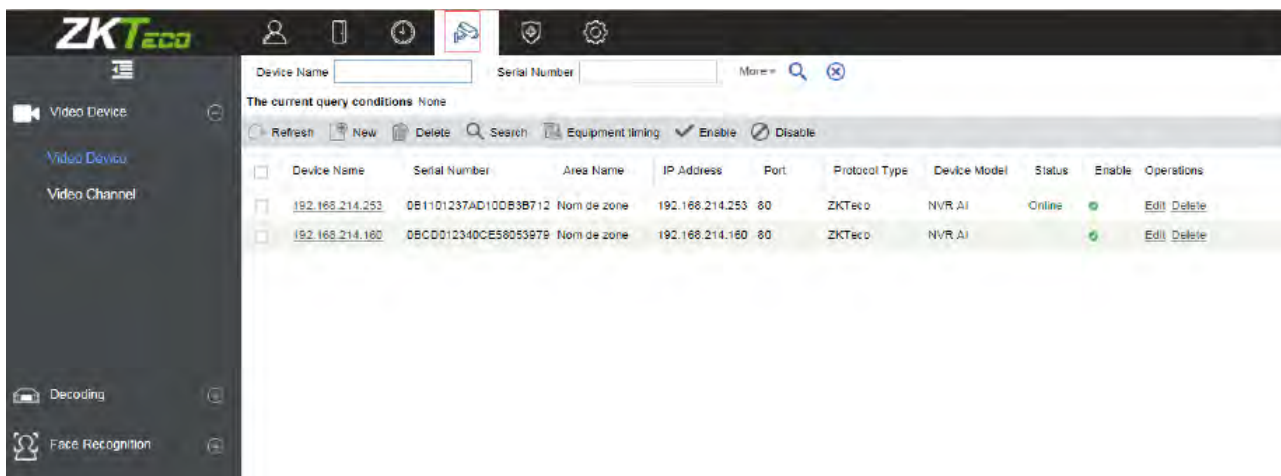 ZKTeco
Device Name Serial Number More
Video Device
The current query conditions None
Refresh New Delete Search Equipment timing Enable Disable
Video Device
Device Name Serial Number Area Name IP Address Port Protocol Type Device Model Status Enable Operations
Video Channel
192.168.214.253 0B1101237AD10DB3B712 Nom de zone 192.168.214.253 80 ZKTeco NVR AI Online Edit Delete
192.168.214.160 0BCD012340CE58053979 Nom de zone 192.168.214.160 80 ZKTeco NVR AI Edit Delete
Decoding
Face Recognition